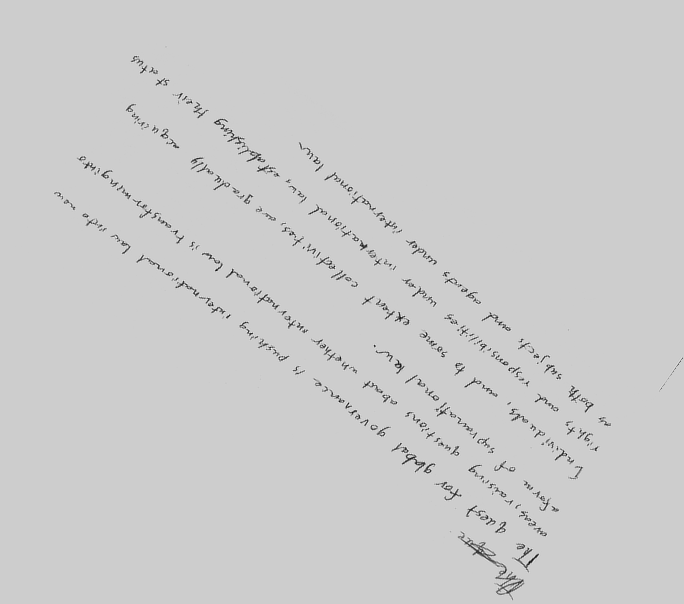 The
The quest for global governance is pushing international law into new
areas, raising questions about whether international law is transforming into
a form of supranational law.
Individuals, and to some extent collectivities, are gradually acquiring
rights and responsibilities under international law, establishing their status
as both subjects and agents under international law